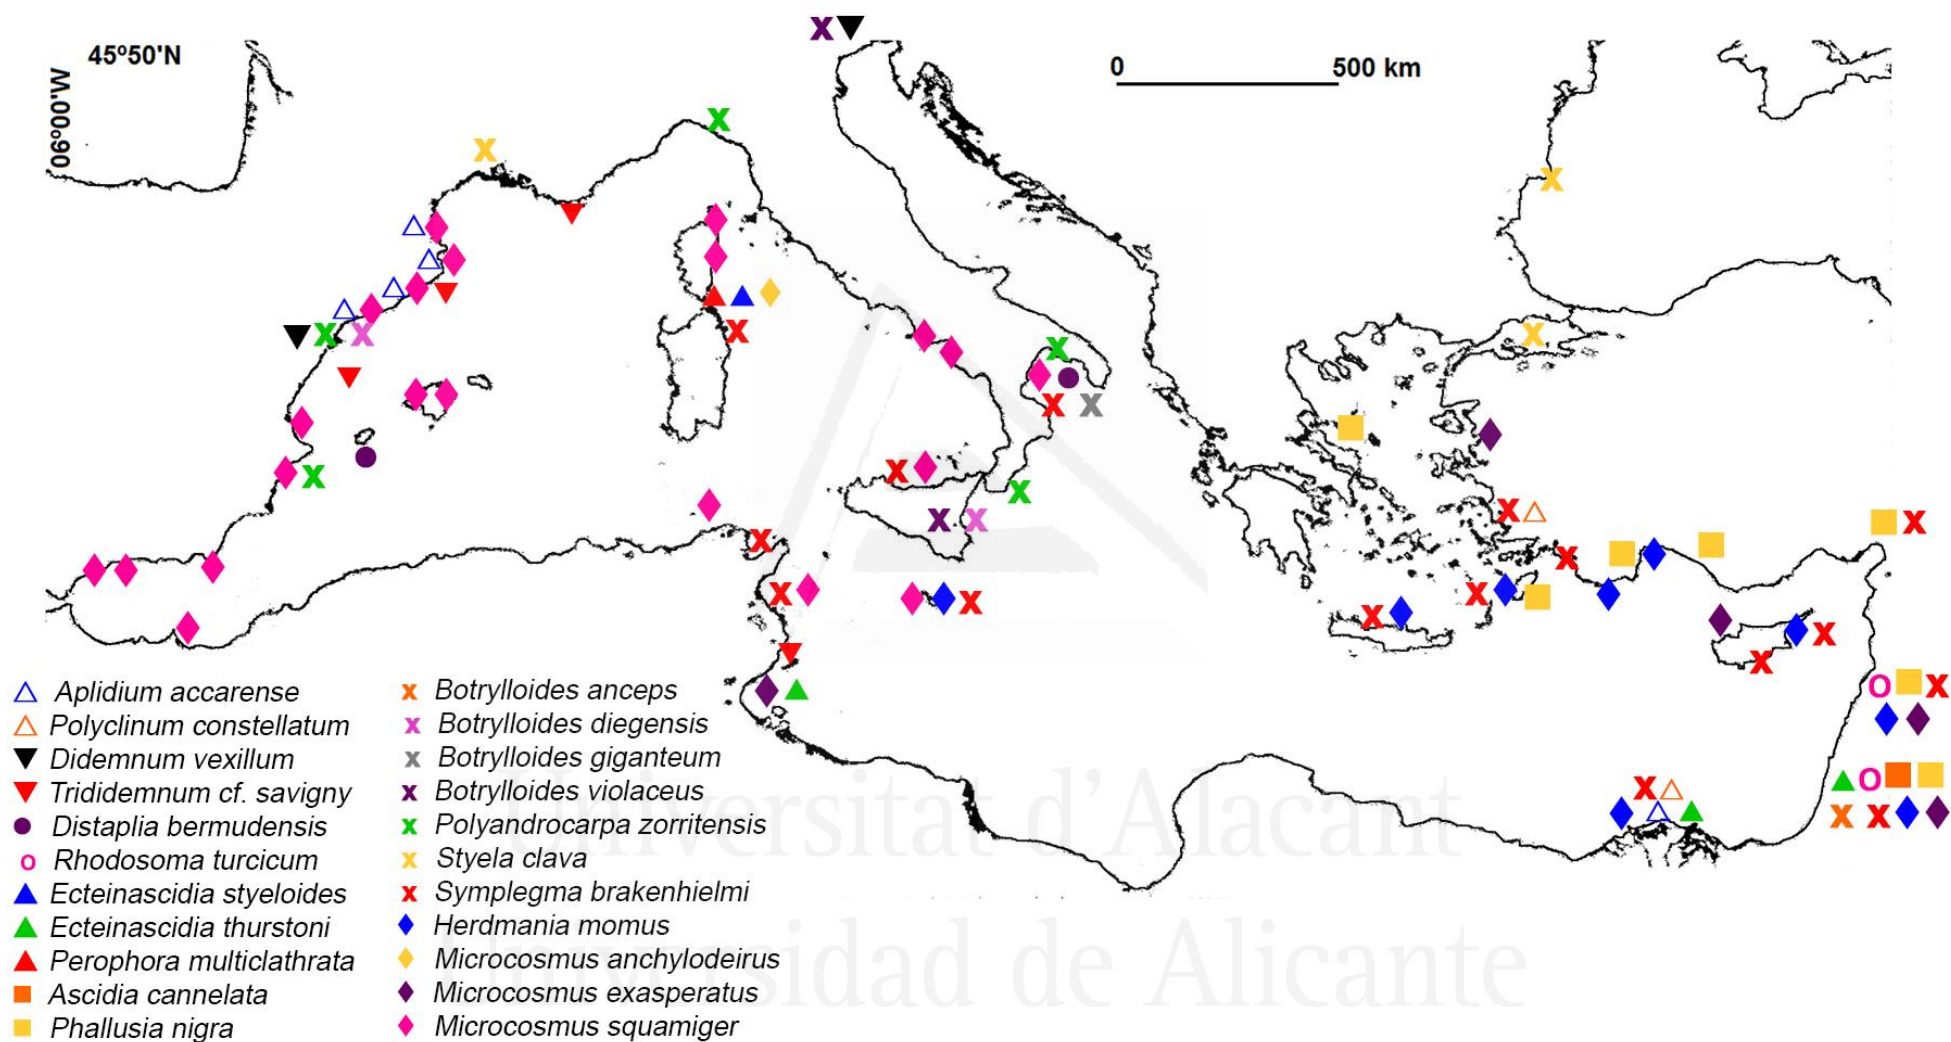 45º50'N
06º00'W
0 500 km
Aplidium accarense
Polyclinum constellatum
Didemnum vexillum
Trididemnum cf. savigny
Distaplia bermudensis
Rhodosoma turcicum
Ecteinascidia styeloides
Ecteinascidia thurstoni
Perophora multiclathrata
Ascidia cannelata
Phallusia nigra
Botrylloides anceps
Botrylloides diegensis
Botrylloides giganteum
Botrylloides violaceus
Polyandrocarpa zorritensis
Styela clava
Symplegma brakenhielmi
Herdmania momus
Microcosmus anchylodeirus
Microcosmus exasperatus
Microcosmus squamiger
Universitat d'Alacant
Universidad de Alicante